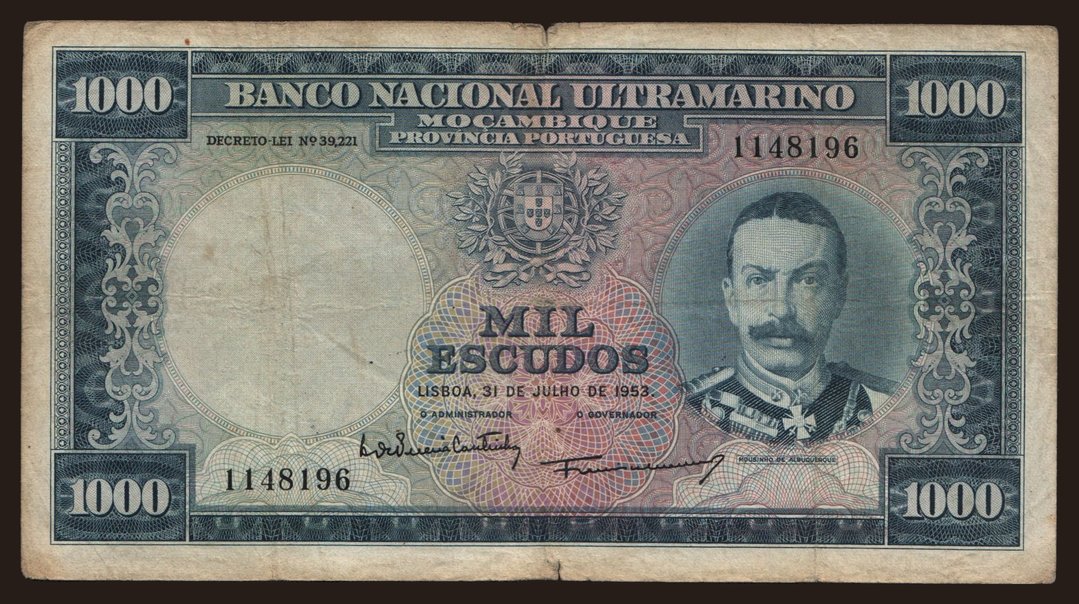 1000
BANCO NACIONAL ULTRAMARINO
1000
MOÇAMBIQUE
PROVÍNCIA PORTUGUESA
DECRETO-LEI Nº 39,221
1148196
MIL
ESCUDOS
LISBOA, 31 DE JULHO DE 1953.
O ADMINISTRADOR
O GOVERNADOR
MOUSINHO DE ALBUQUERQUE
1148196
1000
1000